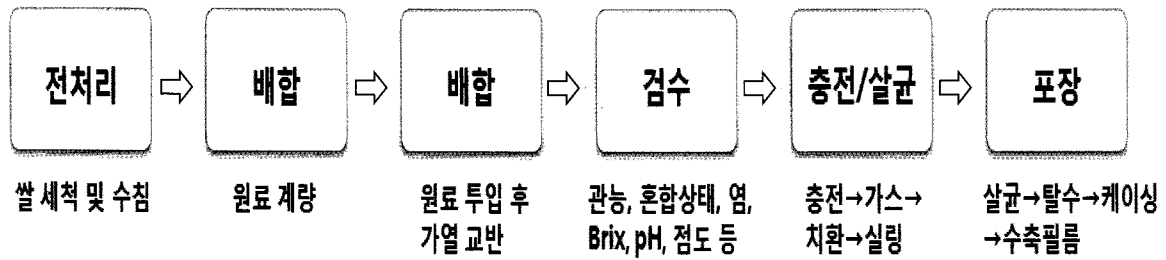 전처리 ⇨ 배합 ⇨ 배합 ⇨ 검수 ⇨ 충전/살균 ⇨ 포장
쌀 세척 및 수침
원료 계량
원료 투입 후
가열 교반
관능, 혼합상태, 염,
Brix, pH, 점도 등
충전→가스→
치환→실링
살균→탈수→케이싱
→수축필름